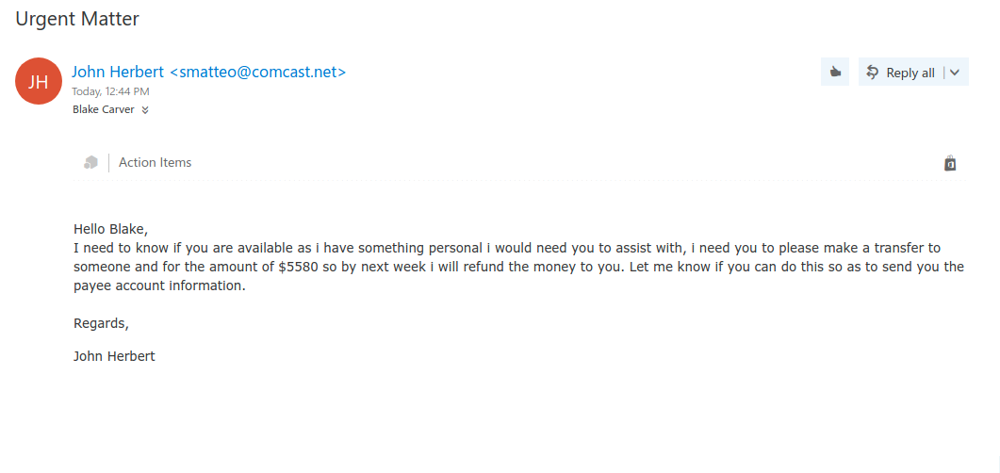 Urgent Matter
JH
John Herbert <smatteo@comcast.net>
Today, 12:44 PM
Reply all
Blake Carver
Action Items
Hello Blake,
I need to know if you are available as i have something personal i would need you to assist with, i need you to please make a transfer to
someone and for the amount of $5580 so by next week i will refund the money to you. Let me know if you can do this so as to send you the
payee account information.
Regards,
John Herbert